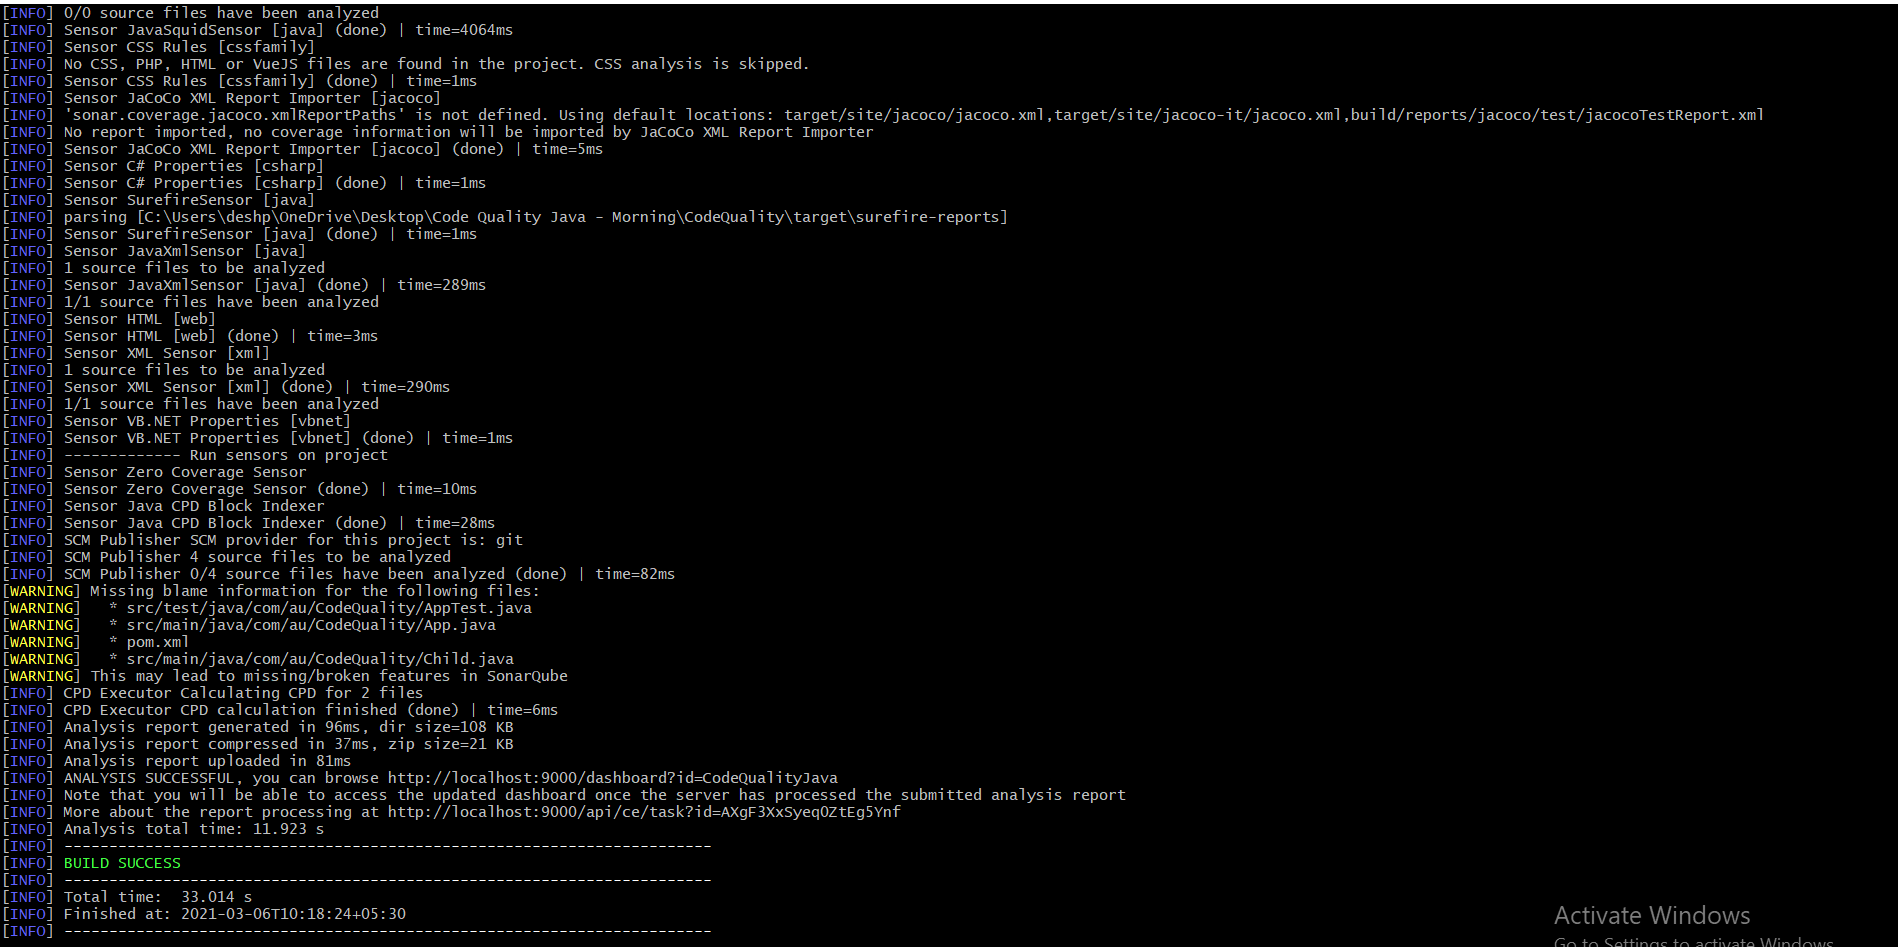 [INFO] 0/0 source files have been analyzed
[INFO] Sensor JavaSquidSensor [java] (done) | time=4064ms
[INFO] Sensor CSS Rules [cssfamily]
[INFO] No CSS, PHP, HTML or VueJS files are found in the project. CSS analysis is skipped.
[INFO] Sensor CSS Rules [cssfamily] (done) | time=1ms
[INFO] Sensor JaCoCo XML Report Importer [jacoco]
[INFO] 'sonar.coverage.jacoco.xmlReportPaths' is not defined. Using default locations: target/site/jacoco/jacoco.xml,target/site/jacoco-it/jacoco.xml,build/reports/jacoco/test/jacocoTestReport.xml
[INFO] No report imported, no coverage information will be imported by JaCoCo XML Report Importer
[INFO] Sensor JaCoCo XML Report Importer [jacoco] (done) | time=5ms
[INFO] Sensor C# Properties [csharp]
[INFO] Sensor C# Properties [csharp] (done) | time=1ms
[INFO] Sensor SurefireSensor [java]
[INFO] parsing [C:\Users\deshp\OneDrive\Desktop\Code Quality Java - Morning\CodeQuality\target\surefire-reports]
[INFO] Sensor SurefireSensor [java] (done) | time=1ms
[INFO] Sensor JavaXmlSensor [java]
[INFO] 1 source files to be analyzed
[INFO] Sensor JavaXmlSensor [java] (done) | time=289ms
[INFO] 1/1 source files have been analyzed
[INFO] Sensor HTML [web]
[INFO] Sensor HTML [web] (done) | time=3ms
[INFO] Sensor XML Sensor [xml]
[INFO] 1 source files to be analyzed
[INFO] Sensor XML Sensor [xml] (done) | time=290ms
[INFO] 1/1 source files have been analyzed
[INFO] Sensor VB.NET Properties [vbnet]
[INFO] Sensor VB.NET Properties [vbnet] (done) | time=1ms
[INFO] ------------- Run sensors on project
[INFO] Sensor Zero Coverage Sensor
[INFO] Sensor Zero Coverage Sensor (done) | time=10ms
[INFO] Sensor Java CPD Block Indexer
[INFO] Sensor Java CPD Block Indexer (done) | time=28ms
[INFO] SCM Publisher SCM provider for this project is: git
[INFO] SCM Publisher 4 source files to be analyzed
[INFO] SCM Publisher 0/4 source files have been analyzed (done) | time=82ms
[WARNING] Missing blame information for the following files:
[WARNING]   * src/test/java/com/au/CodeQuality/AppTest.java
[WARNING]   * src/main/java/com/au/CodeQuality/App.java
[WARNING]   * pom.xml
[WARNING]   * src/main/java/com/au/CodeQuality/Child.java
[WARNING] This may lead to missing/broken features in SonarQube
[INFO] CPD Executor Calculating CPD for 2 files
[INFO] CPD Executor CPD calculation finished (done) | time=6ms
[INFO] Analysis report generated in 96ms, dir size=108 KB
[INFO] Analysis report compressed in 37ms, zip size=21 KB
[INFO] Analysis report uploaded in 81ms
[INFO] ANALYSIS SUCCESSFUL, you can browse http://localhost:9000/dashboard?id=CodeQualityJava
[INFO] Note that you will be able to access the updated dashboard once the server has processed the submitted analysis report
[INFO] More about the report processing at http://localhost:9000/api/ce/task?id=AXgF3XxSyeqOZtEg5Ynf
[INFO] Analysis total time: 11.923 s
[INFO] ------------------------------------------------------------------------
[INFO] BUILD SUCCESS
[INFO] ------------------------------------------------------------------------
[INFO] Total time:  33.014 s
[INFO] Finished at: 2021-03-06T10:18:24+05:30
[INFO] ------------------------------------------------------------------------
Activate Windows
Go to Settings to activate Windows.